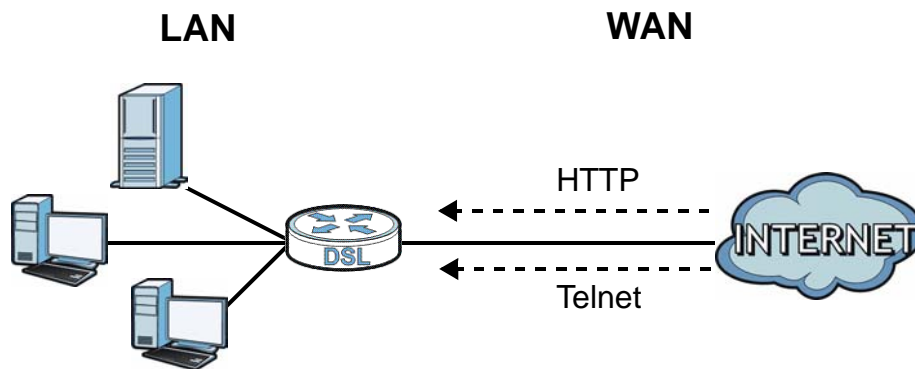 LAN
WAN
HTTP
DSL
INTERNET
Telnet